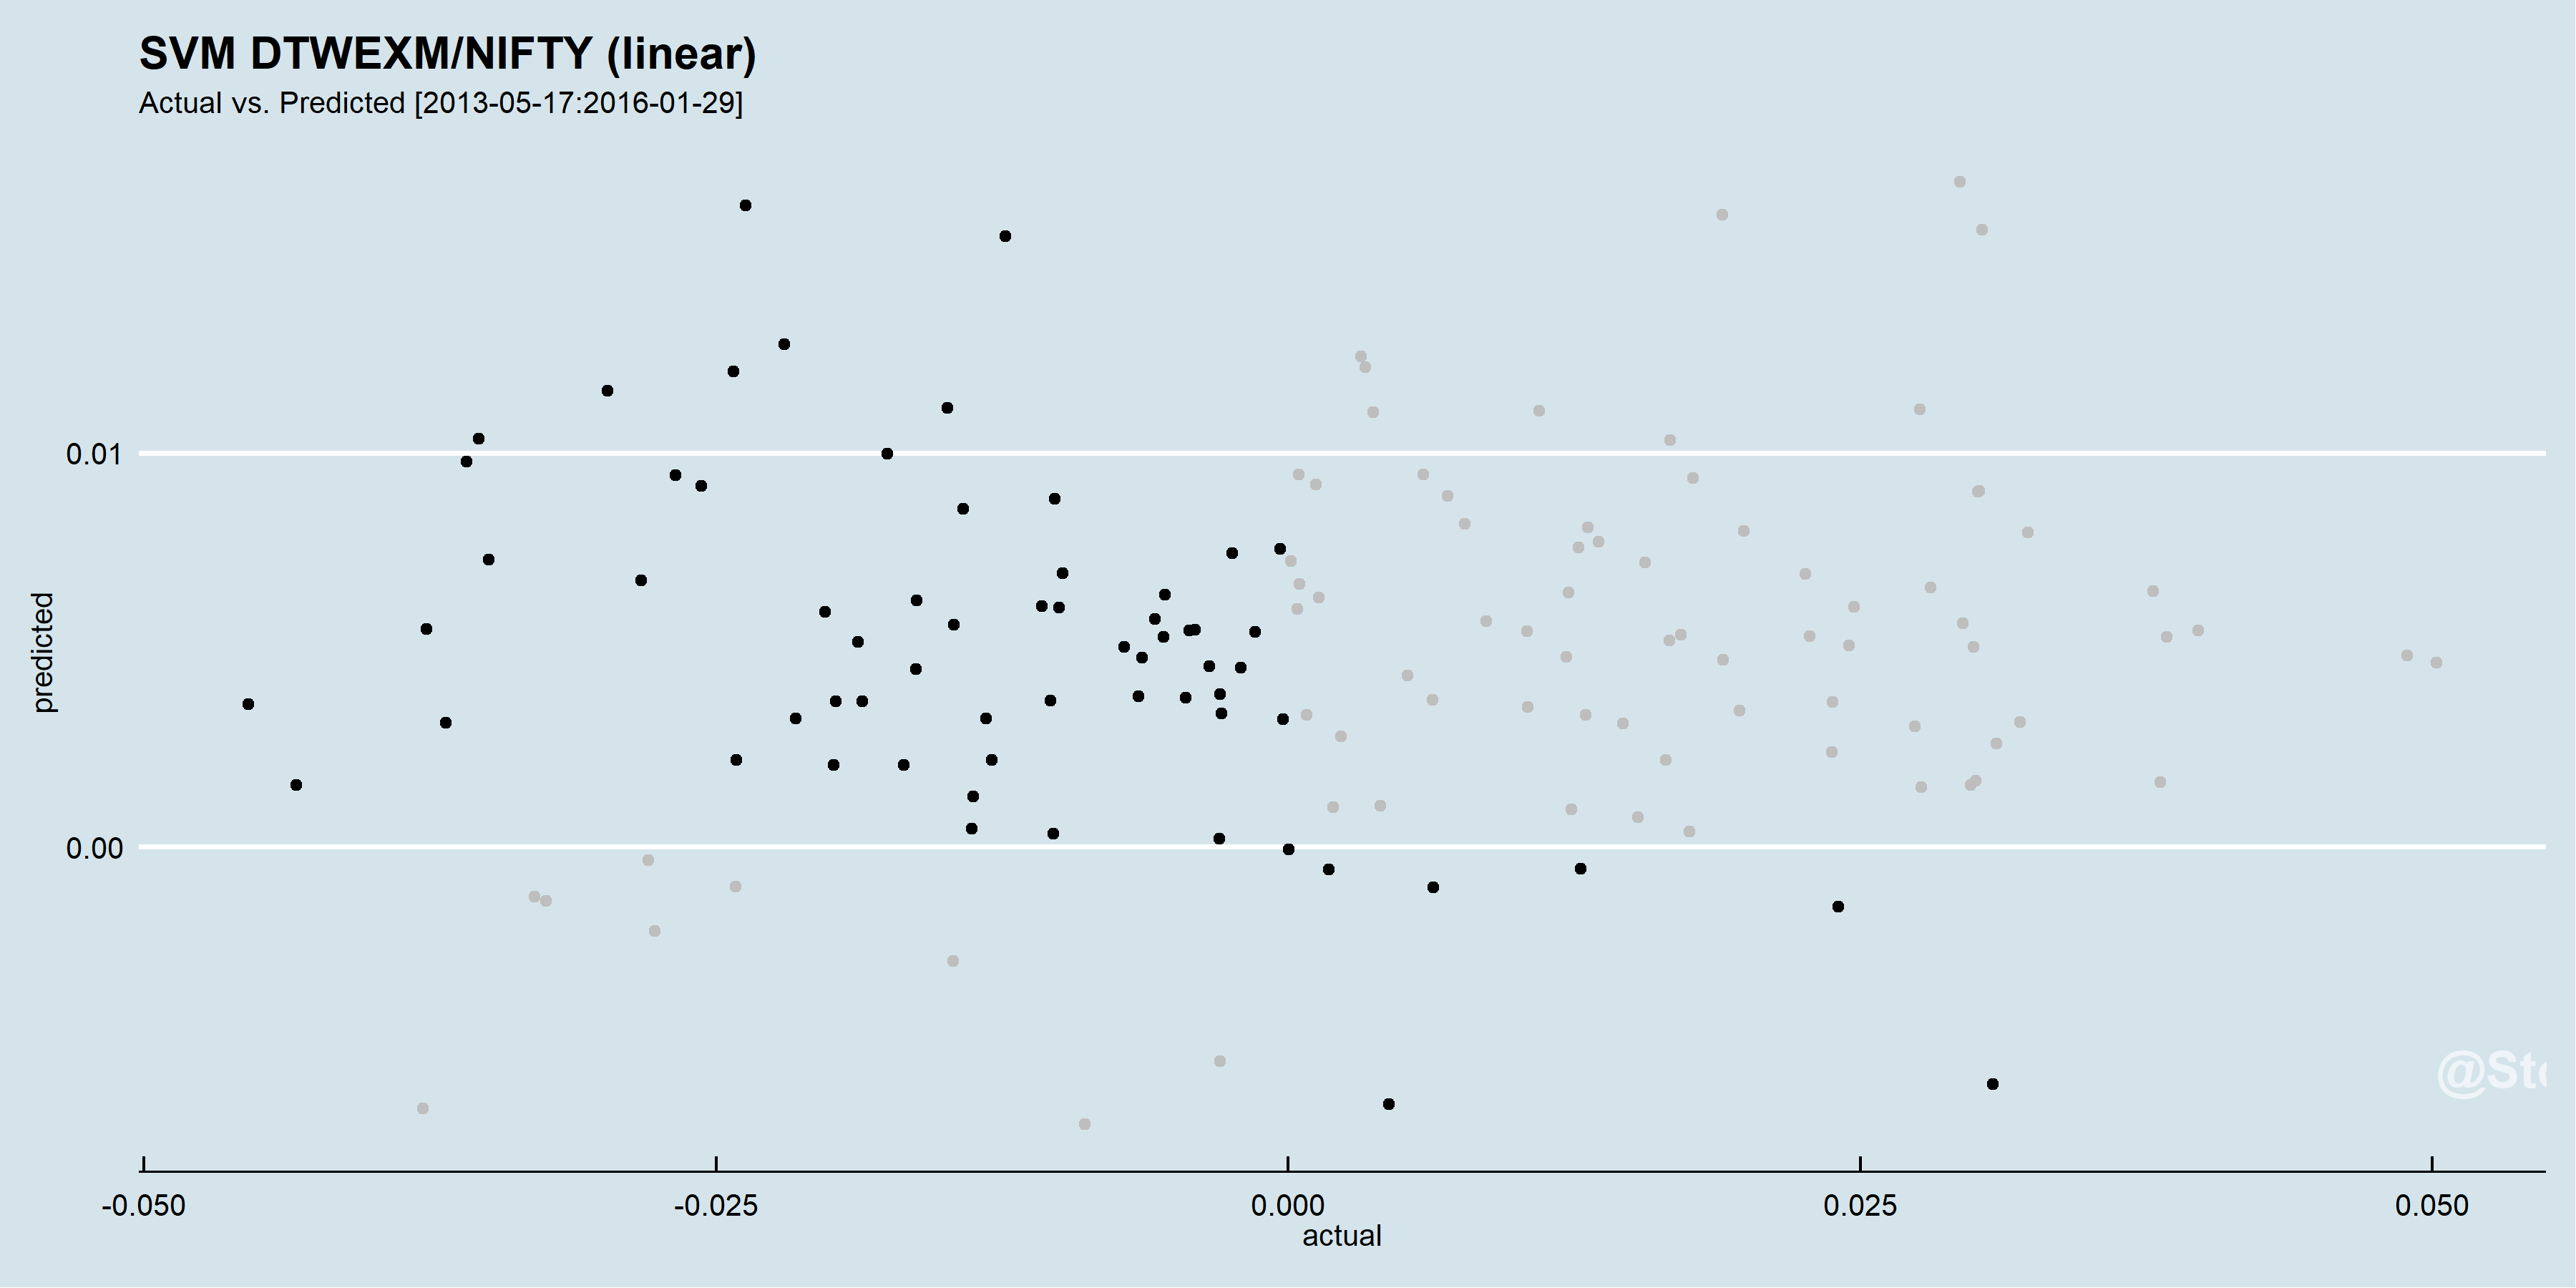 SVM DTWEXM/NIFTY (linear)
Actual vs. Predicted [2013-05-17:2016-01-29]
0.01
predicted
0.00
-0.050 -0.025 0.000 0.025 0.050
actual